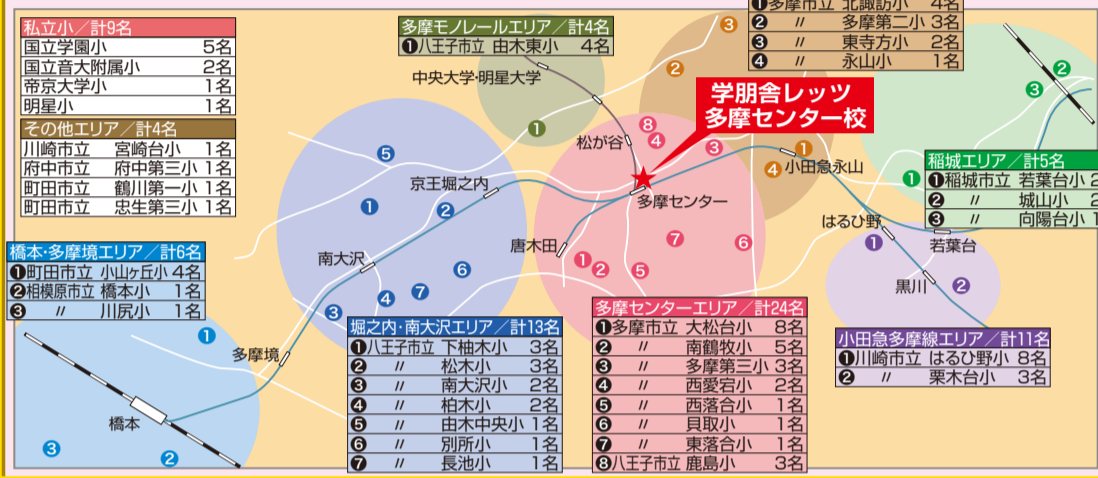 私立小/計9名
国立学園小 5名
国立音大附属小 2名
帝京大学小 1名
明星小 1名
その他エリア/計4名
川崎市立 宮崎台小 1名
府中市立 府中第三小 1名
町田市立 鶴川第一小 1名
町田市立 忠生第三小 1名
橋本・多摩境エリア/計6名
❶町田市立 小山ヶ丘小 4名
❷相模原市立 橋本小 1名
❸ 〃 川尻小 1名
多摩モノレールエリア/計4名
❶八王子市立 由木東小 4名
中央大学・明星大学
❶多摩市立 北諏訪小 4名
❷ 〃 多摩第二小 3名
❸ 〃 東寺方小 2名
❹ 〃 永山小 1名
学朋舎レッツ
多摩センター校
松が谷
京王堀之内
多摩センター
小田急永山
唐木田
南大沢
多摩境
橋本
はるひ野
若葉台
黒川
稲城エリア/計5名
❶稲城市立 若葉台小 2
❷ 〃 城山小 2
❸ 〃 向陽台小 1
堀之内・南大沢エリア/計13名
❶八王子市立 下柚木小 3名
❷ 〃 松木小 3名
❸ 〃 南大沢小 2名
❹ 〃 柏木小 2名
❺ 〃 由木中央小 1名
❻ 〃 別所小 1名
❼ 〃 長池小 1名
多摩センターエリア/計24名
❶多摩市立 大松台小 8名
❷ 〃 南鶴牧小 5名
❸ 〃 多摩第三小 3名
❹ 〃 西愛宕小 2名
❺ 〃 西落合小 1名
❻ 〃 貝取小 1名
❼ 〃 東落合小 1名
❽八王子市立 鹿島小 3名
小田急多摩線エリア/計11名
❶川崎市立 はるひ野小 8名
❷ 〃 栗木台小 3名